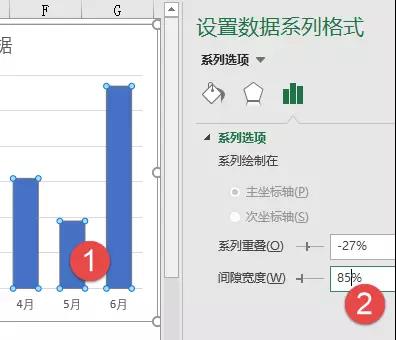 F G
据
4月 5月 6月
1
设置数据系列格式
系列选项
系列选项
系列绘制在
主坐标轴(P)
次坐标轴(S)
系列重叠(O) -27%
间隙宽度(W) 85%
2